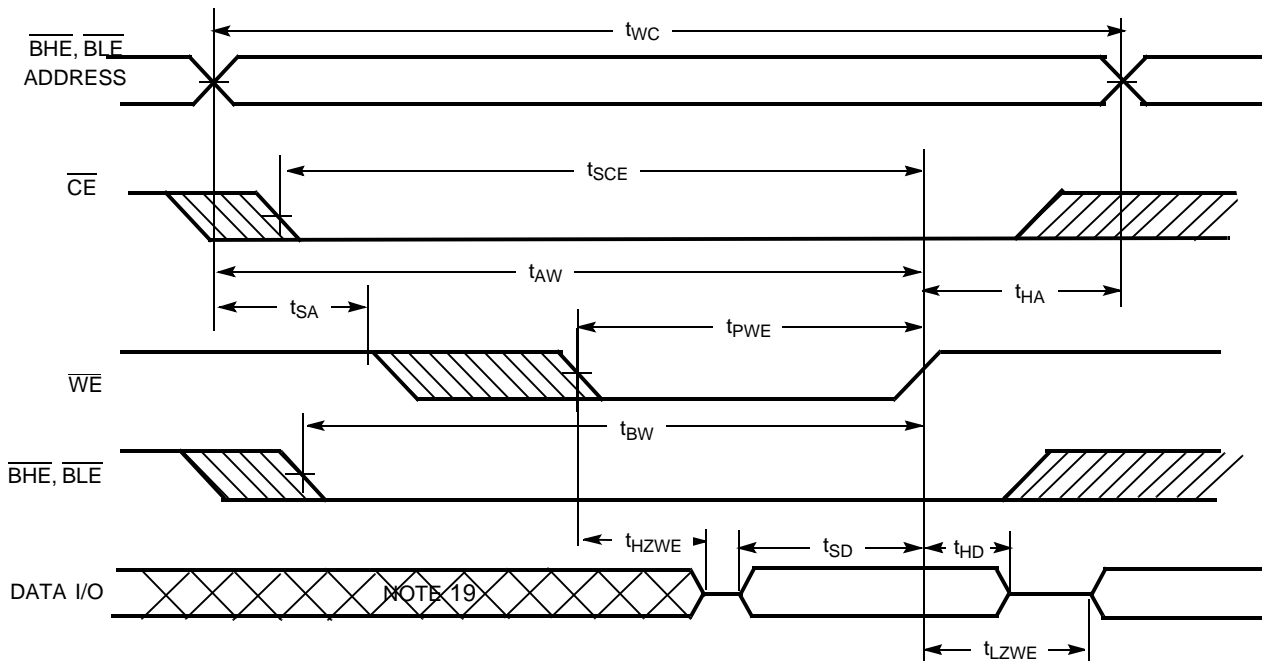 tWC
BHE, BLE
ADDRESS
tSCE
CE
tAW
tSA
tHA
tPWE
WE
tBW
BHE, BLE
tHZWE
tSD
tHD
DATA I/O
NOTE 19
tLZWE